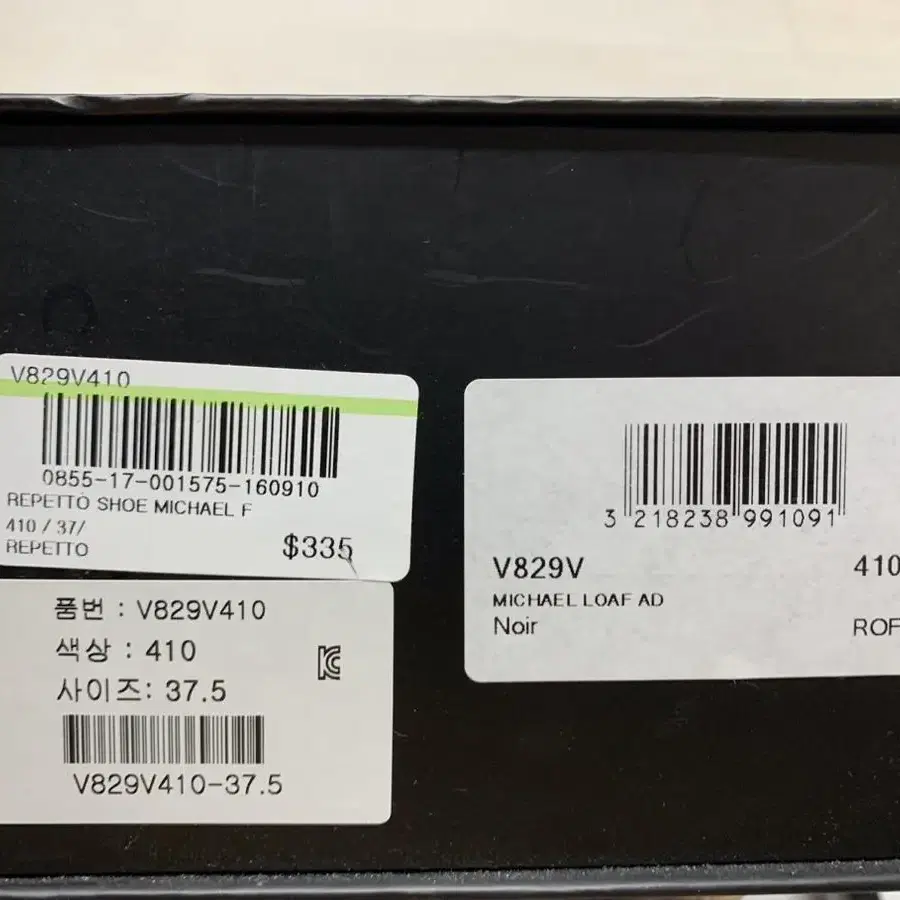 V829V410
0855-17-001575-160910
REPETTO SHOE MICHAEL F
410 / 37/
REPETTO
$335
품번 : V829V410
색상 : 410
사이즈: 37.5
V829V410-37.5
3 218238 991091
V829V
410
MICHAEL LOAF AD
Noir
ROF